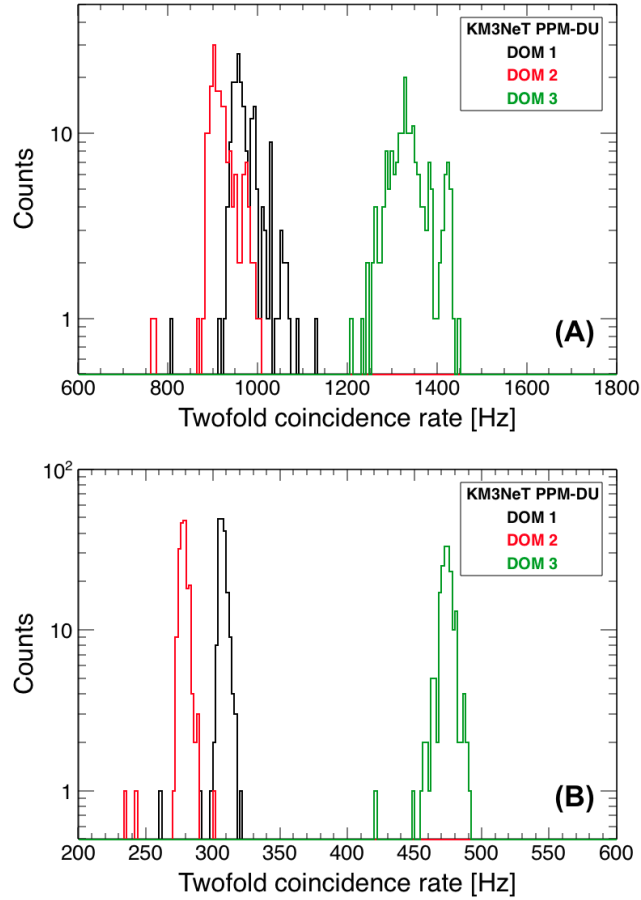 KM3NeT PPM-DU
DOM 1
DOM 2
DOM 3
10
1
Counts
(A)
600 800 1000 1200 1400 1600 1800
Twofold coincidence rate [Hz]
10²
KM3NeT PPM-DU
DOM 1
DOM 2
DOM 3
10
1
Counts
(B)
200 250 300 350 400 450 500 550 600
Twofold coincidence rate [Hz]